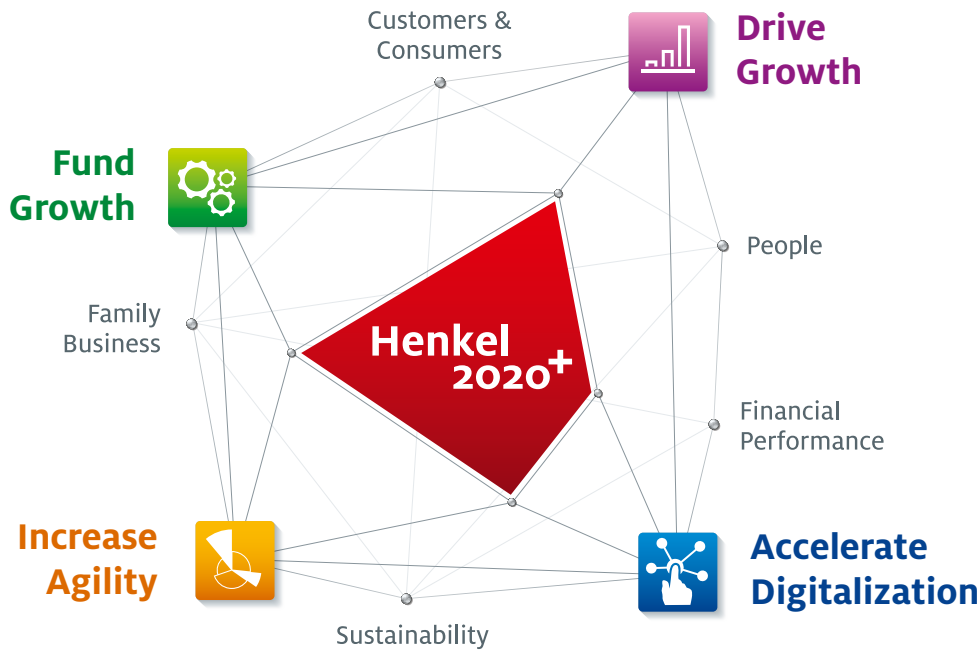 Customers &
Consumers
Drive
Growth
Fund
Growth
People
Family
Business
Henkel
2020+
Financial
Performance
Increase
Agility
Accelerate
Digitalization
Sustainability